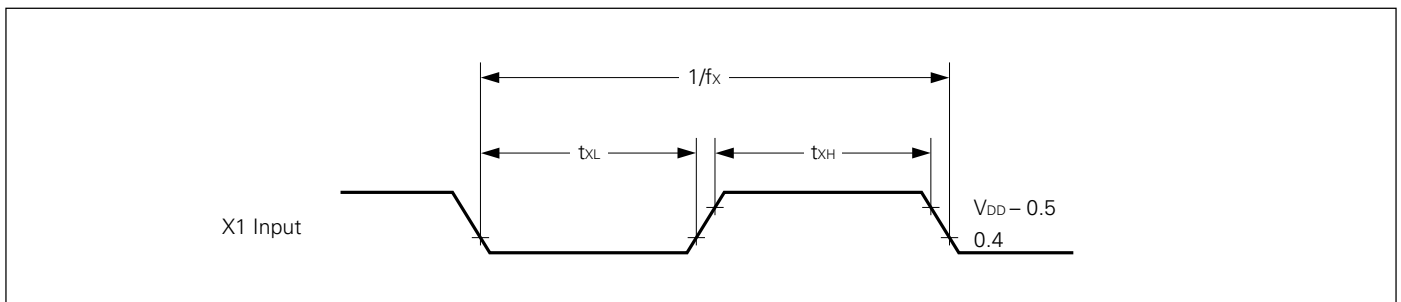 1/fX
tXL
tXH
X1 Input
VDD – 0.5
0.4